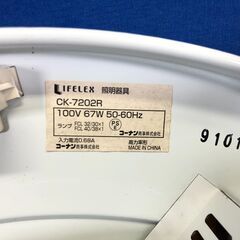 LIFELEX 照明器具
CK-7202R
100V 67W 50-60Hz
ランプ FCL 32/30×1
FCL 40/38×1
PSE
コーナン商事株式会社
入力電流0.68A
コーナン商事株式会社
MADE IN CHINA
9101